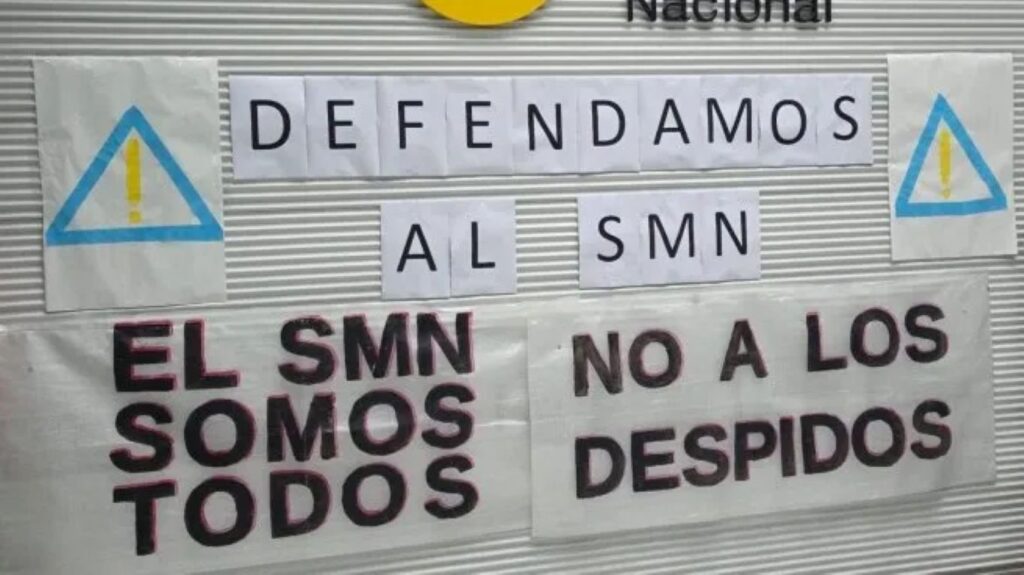 Nacional
DEFENDAMOS
AL SMN
EL SMN
SOMOS
TODOS
NO A LOS
DESPIDOS